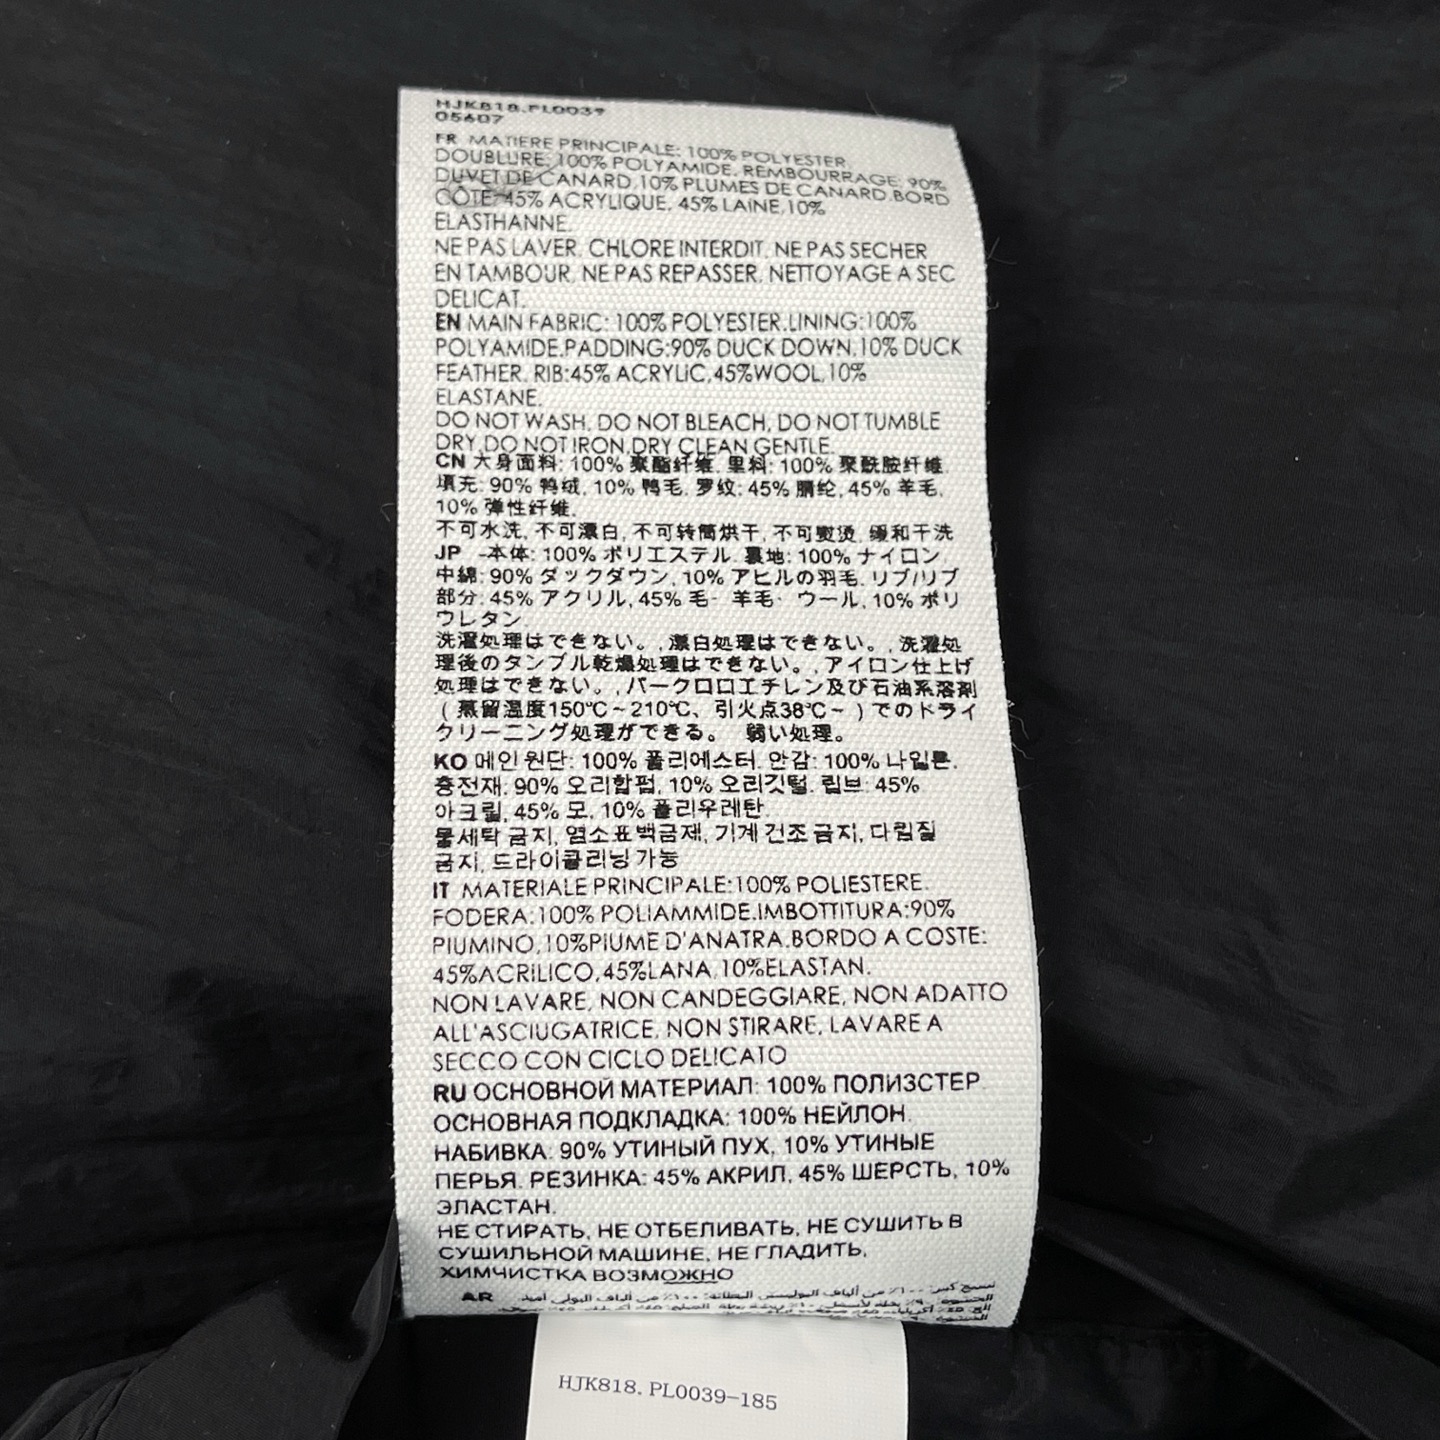 HJK818.PL0039
05607
FR MATIERE PRINCIPALE: 100% POLYESTER.
DOUBLURE: 100% POLYAMIDE. REMBOURRAGE: 90%
DUVET DE CANARD,10% PLUMES DE CANARD.BORD
CÔTE: 45% ACRYLIQUE, 45% LAINE,10%
ELASTHANNE.
NE PAS LAVER, CHLORE INTERDIT, NE PAS SECHER
EN TAMBOUR, NE PAS REPASSER, NETTOYAGE A SEC
DELICAT.
EN MAIN FABRIC: 100% POLYESTER.LINING:100%
POLYAMIDE.PADDING:90% DUCK DOWN,10% DUCK
FEATHER. RIB:45% ACRYLIC,45%WOOL,10%
ELASTANE.
DO NOT WASH, DO NOT BLEACH, DO NOT TUMBLE
DRY,DO NOT IRON,DRY CLEAN GENTLE.
CN 大身面料: 100% 聚酯纤维. 里料: 100% 聚酰胺纤维.
填充: 90% 鸭绒, 10% 鸭毛. 罗纹: 45% 腈纶, 45% 羊毛,
10% 弹性纤维.
不可水洗, 不可漂白, 不可转筒烘干, 不可熨烫, 缓和干洗
JP -本体: 100% ポリエステル. 裏地: 100% ナイロン.
中綿: 90% ダックダウン, 10% アヒルの羽毛. リブ/リブ
部分: 45% アクリル, 45% 毛- 羊毛- ウール, 10% ポリ
ウレタン.
洗濯処理はできない。,漂白処理はできない。,洗濯処
理後のタンブル乾燥処理はできない。,アイロン仕上げ
処理はできない。,パークロロエチレン及び石油系溶剤
(蒸留温度150℃~210℃、引火点38℃~)でのドライ
クリーニング処理ができる。 弱い処理。
KO 메인 원단: 100% 폴리에스터. 안감: 100% 나일론.
충전재: 90% 오리합펍, 10% 오리깃털. 립브: 45%
아크릴, 45% 모, 10% 폴리우레탄
물세탁 금지, 염소표백금재, 기계 건조 금지, 다림질
금지, 드라이클리닝 가능
IT MATERIALE PRINCIPALE:100% POLIESTERE.
FODERA:100% POLIAMMIDE.IMBOTTITURA:90%
PIUMINO,10%PIUME D'ANATRA.BORDO A COSTE:
45%ACRILICO,45%LANA,10%ELASTAN.
NON LAVARE, NON CANDEGGIARE, NON ADATTO
ALL'ASCIUGATRICE, NON STIRARE, LAVARE A
SECCO CON CICLO DELICATO
RU ОСНОВНОЙ МАТЕРИАЛ: 100% ПОЛИЗСТЕР.
ОСНОВНАЯ ПОДКЛАДКА: 100% НЕЙЛОН.
НАБИВКА: 90% УТИНЫЙ ПУХ, 10% УТИНЫЕ
ПЕРЬЯ. РЕЗИНКА: 45% АКРИЛ, 45% ШЕРСТЬ, 10%
ЭЛАСТАН.
НЕ СТИРАТЬ, НЕ ОТБЕЛИВАТЬ, НЕ СУШИТЬ В
СУШИЛЬНОЙ МАШИНЕ, НЕ ГЛАДИТЬ,
ХИМЧИСТКА ВОЗМОЖНО
AR
HJK818.PL0039-185